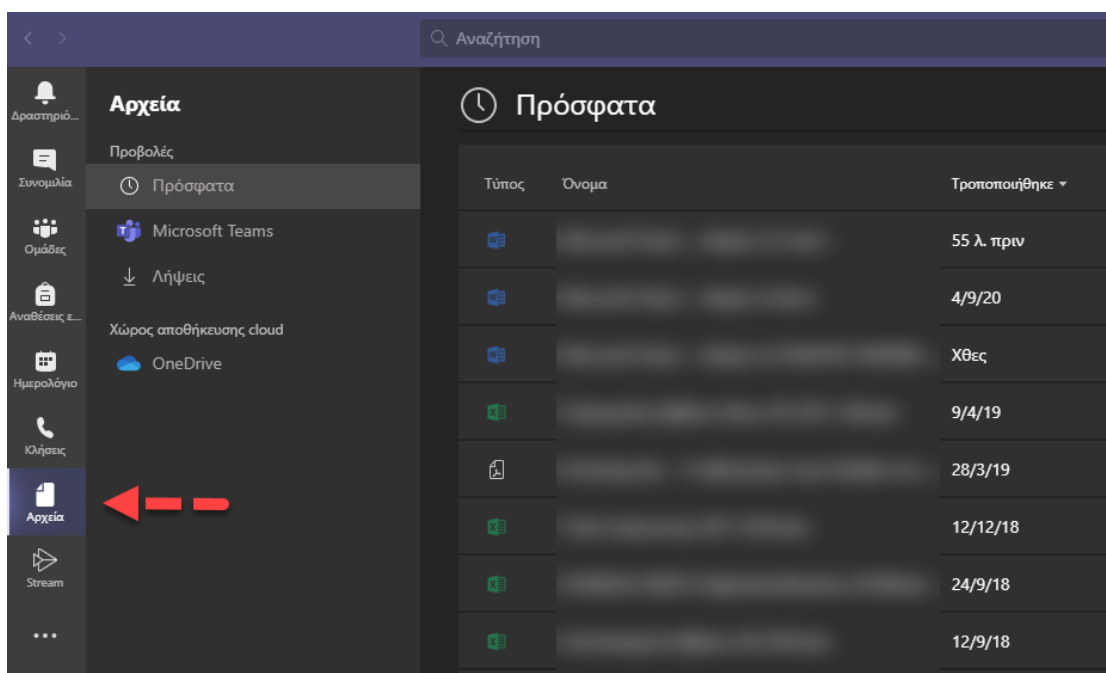 Αναζήτηση
Δραστηριό...
Συνομιλία
Ομάδες
Αναθέσεις ε...
Ημερολόγιο
Κλήσεις
Αρχεία
Stream
Αρχεία
Προβολές
Πρόσφατα
Microsoft Teams
Λήψεις
Χώρος αποθήκευσης cloud
OneDrive
Πρόσφατα
Τύπος Όνομα Τροποποιήθηκε
55 λ. πριν
4/9/20
Χθες
9/4/19
28/3/19
12/12/18
24/9/18
12/9/18